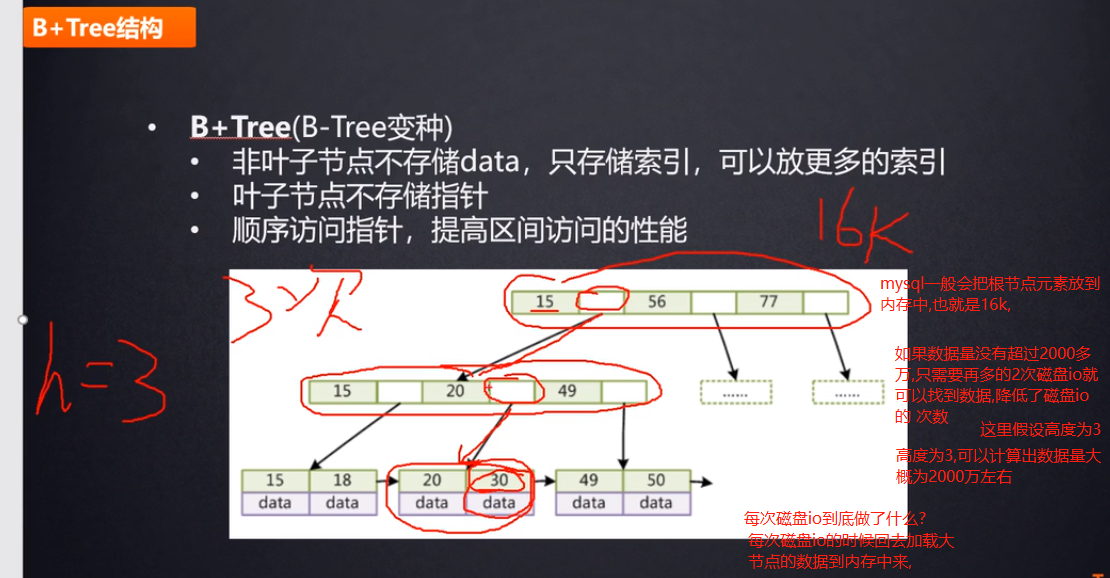 B+Tree结构
• B+Tree(B-Tree变种)
• 非叶子节点不存储data，只存储索引，可以放更多的索引
• 叶子节点不存储指针
• 顺序访问指针，提高区间访问的性能
16K
3次
h=3
15 56 77
mysql一般会把根节点元素放到
内存中,也就是16k,
如果数据量没有超过2000多
万,只需要再多的2次磁盘io就
可以找到数据,降低了磁盘io
的 次数
这里假设高度为3
15 20 49
...... ......
高度为3,可以计算出数据量大
概为2000万左右
15 18 20 30 49 50
data data data data data data
每次磁盘io到底做了什么?
每次磁盘io的时候回去加载大
节点的数据到内存中来,